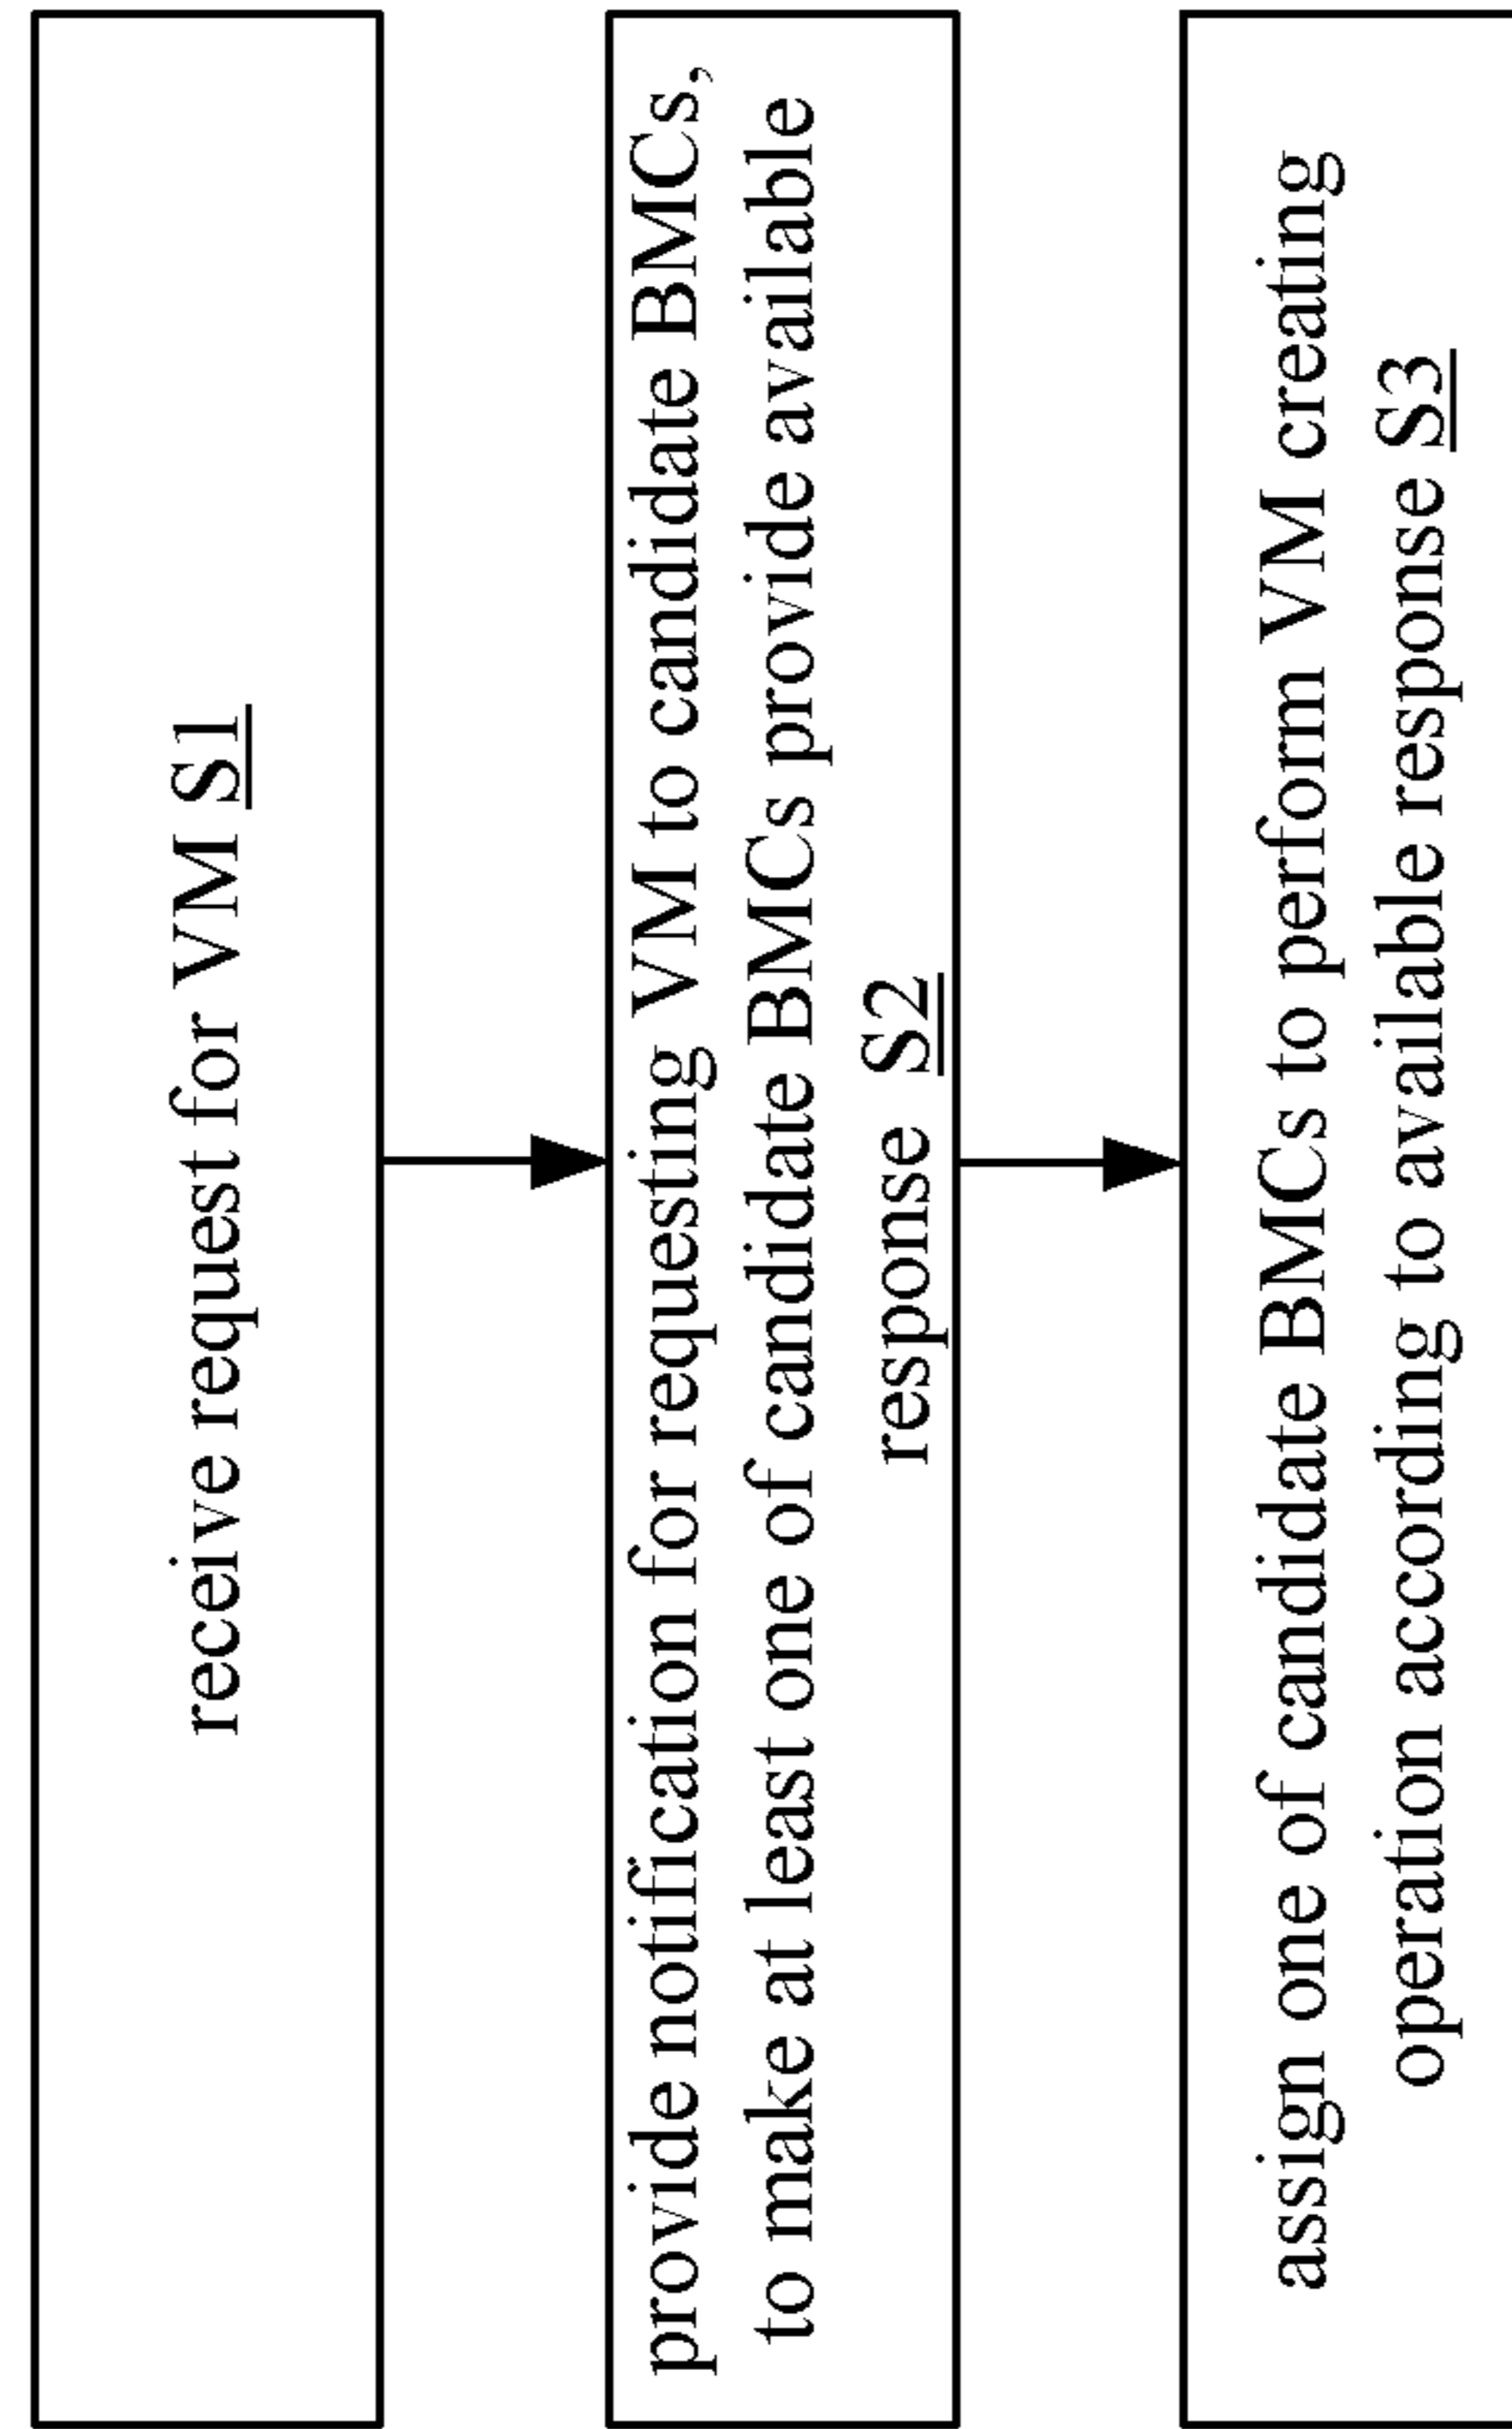 receive request for VM S1
provide notification for requesting VM to candidate BMCs,
to make at least one of candidate BMCs provide available
response S2
assign one of candidate BMCs to perform VM creating
operation according to available response S3